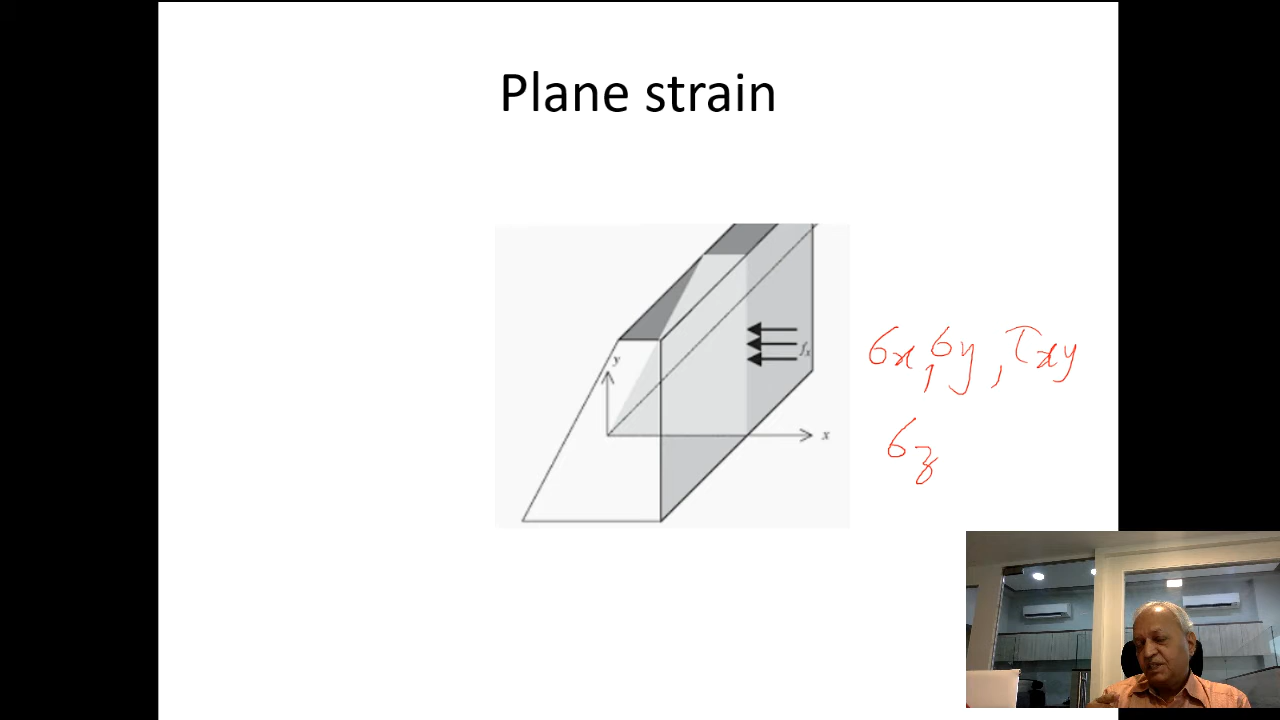 Plane strain
y
fx
x
σx, σy, τxy
σz